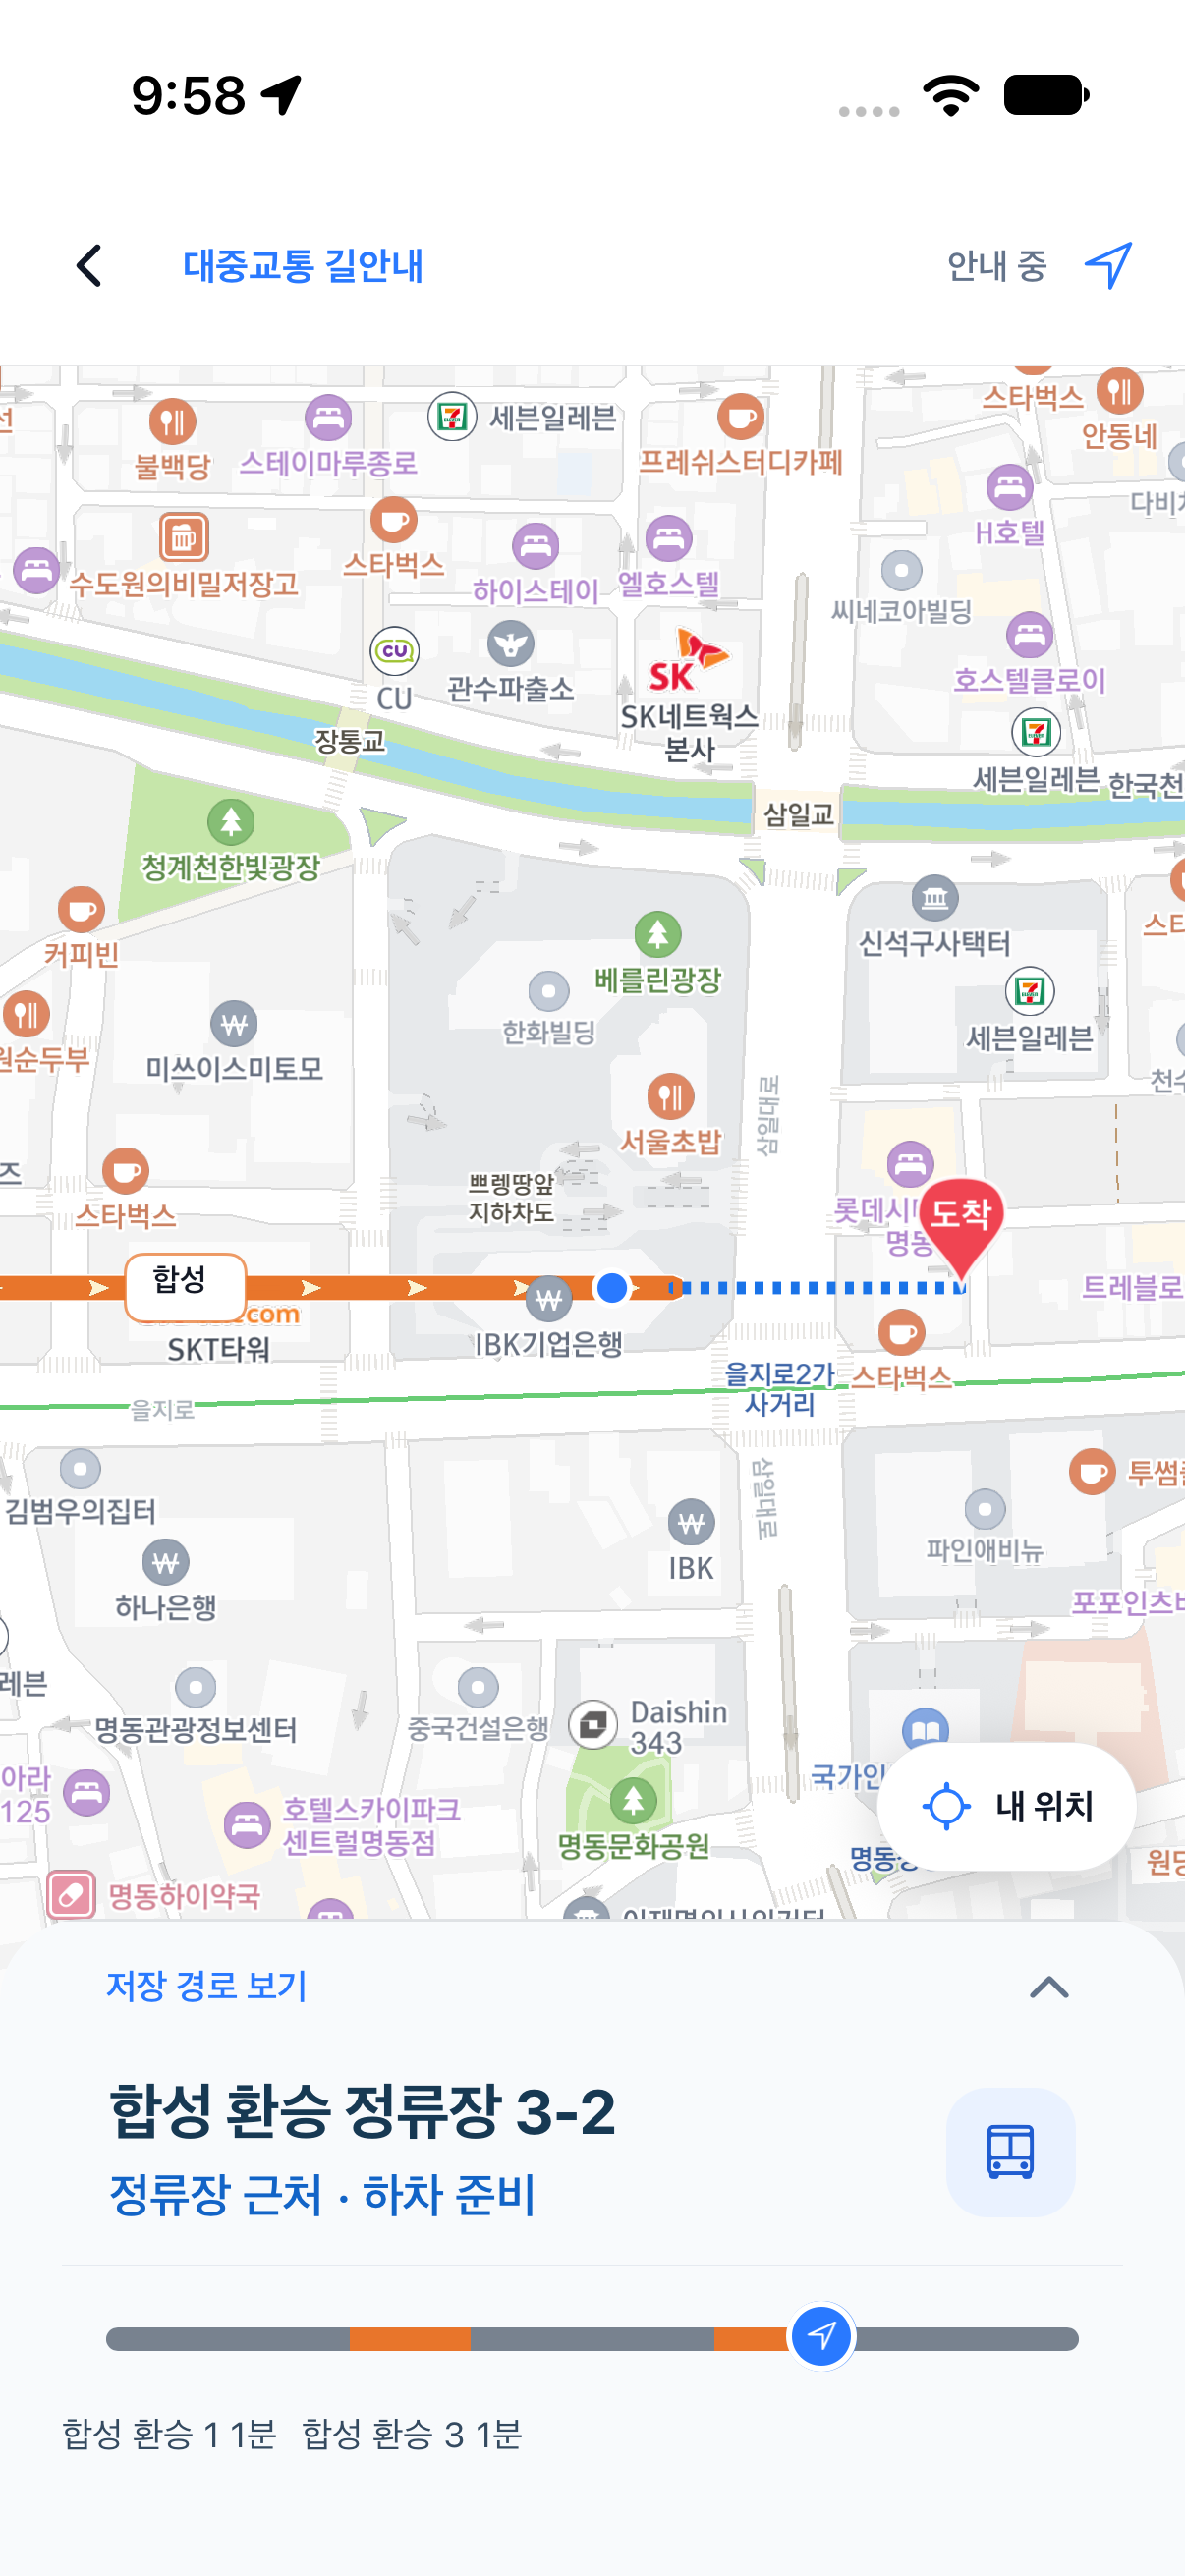 9:58
대중교통 길안내
안내 중
스타벅스
안동네
세븐일레븐
불백당
스테이마루종로
프레쉬스터디카페
H호텔
수도원의비밀저장고
스타벅스
하이스테이
엘호스텔
씨네코아빌딩
CU
CU
관수파출소
SK
SK네트웍스
본사
호스텔클로이
장통교
세븐일레븐
한국천
삼일교
청계천한빛광장
커피빈
베를린광장
신석구사택터
스타
한화빌딩
세븐일레븐
원순두부
미쓰이스미토모
천수
서울초밥
삼일대로
쁘렝땅앞
지하차도
즈
스타벅스
롯데시
명동
도착
합성
com
SKT타워
IBK기업은행
트레블로
을지로2가
사거리
스타벅스
을지로
김범우의집터
삼일대로
투썸
하나은행
IBK
파인애비뉴
포포인츠
레븐
명동관광정보센터
중국건설은행
Daishin
343
국가인
아라
125
호텔스카이파크
센트럴명동점
명동문화공원
내 위치
명동
원당
명동하이약국
저장 경로 보기
합성 환승 정류장 3-2
정류장 근처 · 하차 준비
합성 환승 1 1분 합성 환승 3 1분